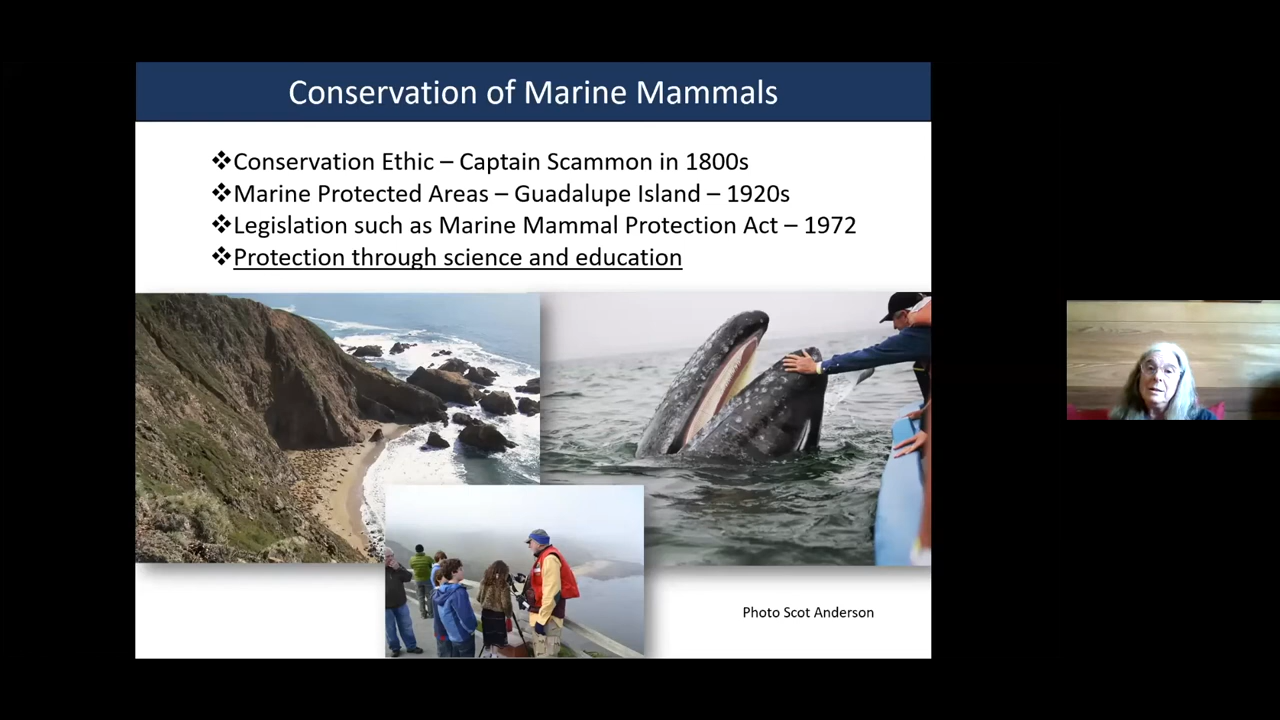 Conservation of Marine Mammals
❖Conservation Ethic – Captain Scammon in 1800s
❖Marine Protected Areas – Guadalupe Island – 1920s
❖Legislation such as Marine Mammal Protection Act – 1972
❖Protection through science and education
Photo Scot Anderson